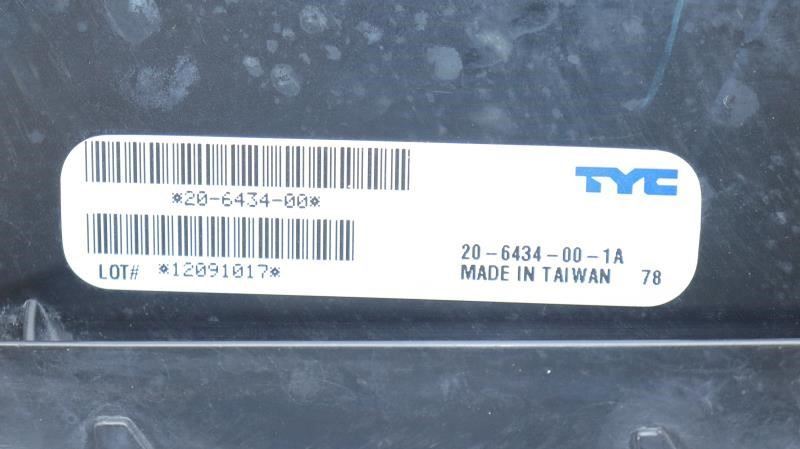 *20-6434-00*
LOT# *12091017*
TYC
20-6434-00-1A
MADE IN TAIWAN 78